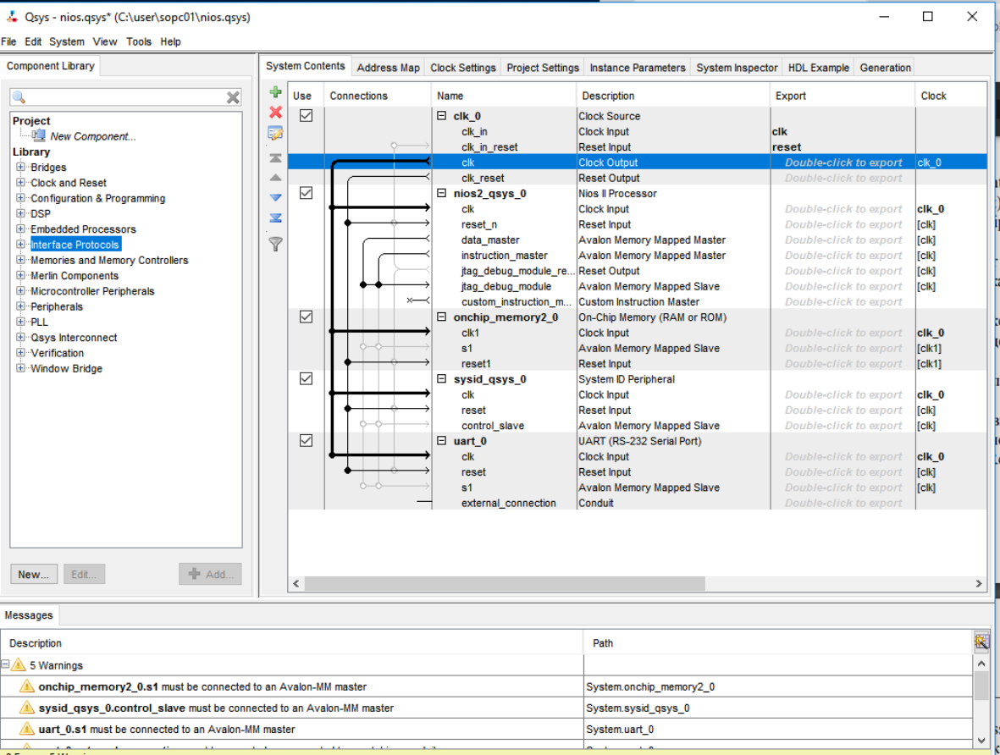 Qsys - nios.qsys* (C:\user\sopc01\nios.qsys)
File Edit System View Tools Help
Component Library
Project
New Component...
Library
Bridges
Clock and Reset
Configuration & Programming
DSP
Embedded Processors
Interface Protocols
Memories and Memory Controllers
Merlin Components
Microcontroller Peripherals
Peripherals
PLL
Qsys Interconnect
Verification
Window Bridge
New... Edit... Add...
System Contents Address Map Clock Settings Project Settings Instance Parameters System Inspector HDL Example Generation
Use Connections Name Description Export Clock
clk_0 Clock Source
clk_in Clock Input clk
clk_in_reset Reset Input reset
clk Clock Output Double-click to export clk_0
clk_reset Reset Output Double-click to export
nios2_qsys_0 Nios II Processor
clk Clock Input Double-click to export clk_0
reset_n Reset Input Double-click to export [clk]
data_master Avalon Memory Mapped Master Double-click to export [clk]
instruction_master Avalon Memory Mapped Master Double-click to export [clk]
jtag_debug_module_re... Reset Output Double-click to export [clk]
jtag_debug_module Avalon Memory Mapped Slave Double-click to export [clk]
custom_instruction_m... Custom Instruction Master Double-click to export
onchip_memory2_0 On-Chip Memory (RAM or ROM)
clk1 Clock Input Double-click to export clk_0
s1 Avalon Memory Mapped Slave Double-click to export [clk1]
reset1 Reset Input Double-click to export [clk1]
sysid_qsys_0 System ID Peripheral
clk Clock Input Double-click to export clk_0
reset Reset Input Double-click to export [clk]
control_slave Avalon Memory Mapped Slave Double-click to export [clk]
uart_0 UART (RS-232 Serial Port)
clk Clock Input Double-click to export clk_0
reset Reset Input Double-click to export [clk]
s1 Avalon Memory Mapped Slave Double-click to export [clk]
external_connection Conduit Double-click to export
Messages
Description Path
5 Warnings
onchip_memory2_0.s1 must be connected to an Avalon-MM master System.onchip_memory2_0
sysid_qsys_0.control_slave must be connected to an Avalon-MM master System.sysid_qsys_0
uart_0.s1 must be connected to an Avalon-MM master System.uart_0